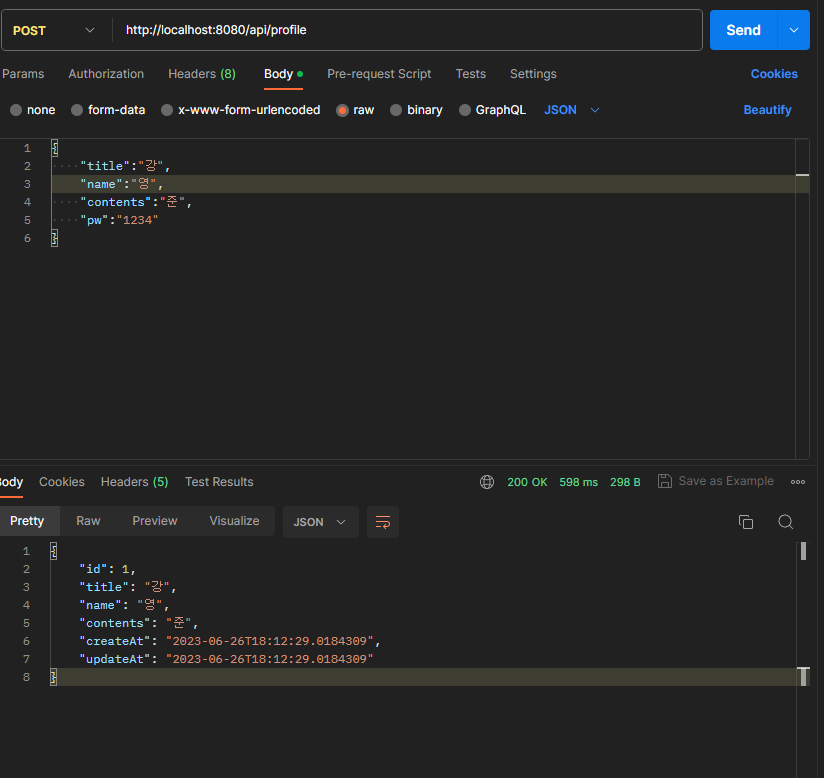 POST http://localhost:8080/api/profile Send
Params Authorization Headers (8) Body Pre-request Script Tests Settings Cookies
none form-data x-www-form-urlencoded raw binary GraphQL JSON Beautify
1 {
2 "title":"강",
3 "name":"영",
4 "contents":"준",
5 "pw":"1234"
6 }
Body Cookies Headers (5) Test Results 200 OK 598 ms 298 B Save as Example
Pretty Raw Preview Visualize JSON
1 {
2 "id": 1,
3 "title": "강",
4 "name": "영",
5 "contents": "준",
6 "createAt": "2023-06-26T18:12:29.0184309",
7 "updateAt": "2023-06-26T18:12:29.0184309"
8 }